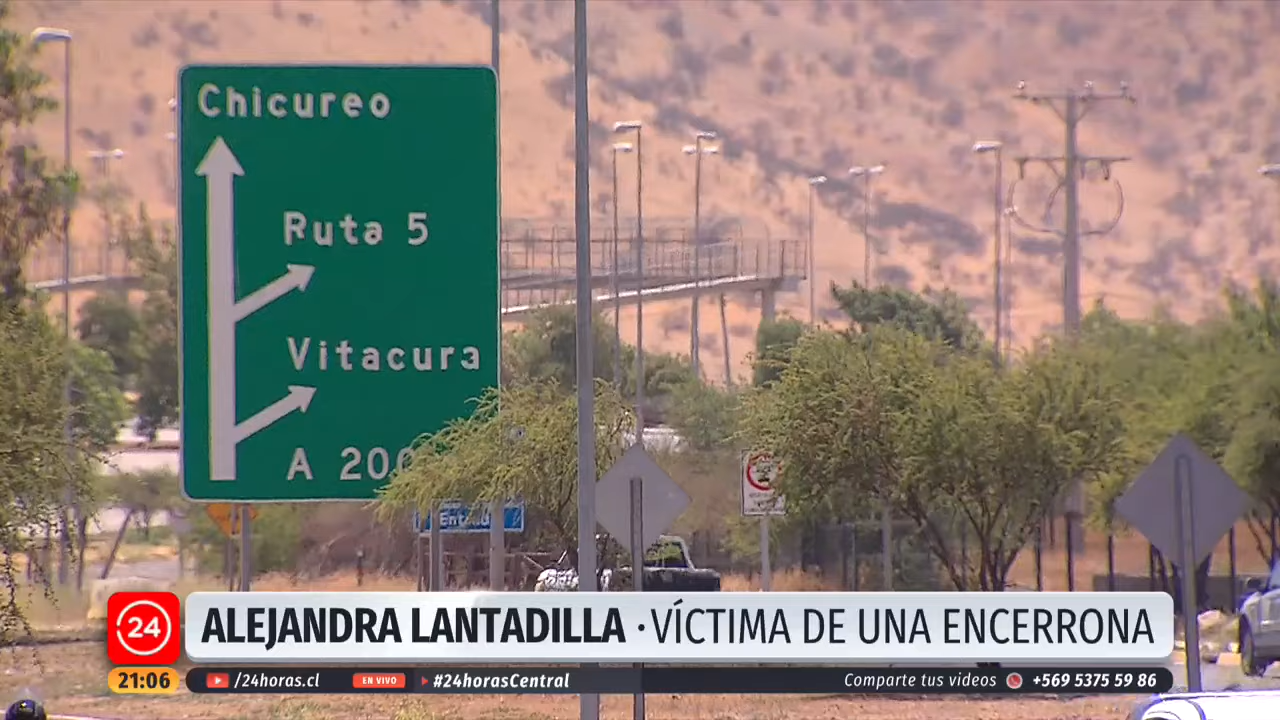 Chicureo
Ruta 5
Vitacura
A 200
24
ALEJANDRA LANTADILLA · VÍCTIMA DE UNA ENCERRONA
21:06
/24horas.cl
EN VIVO
#24horasCentral
Comparte tus videos
+569 5375 59 86